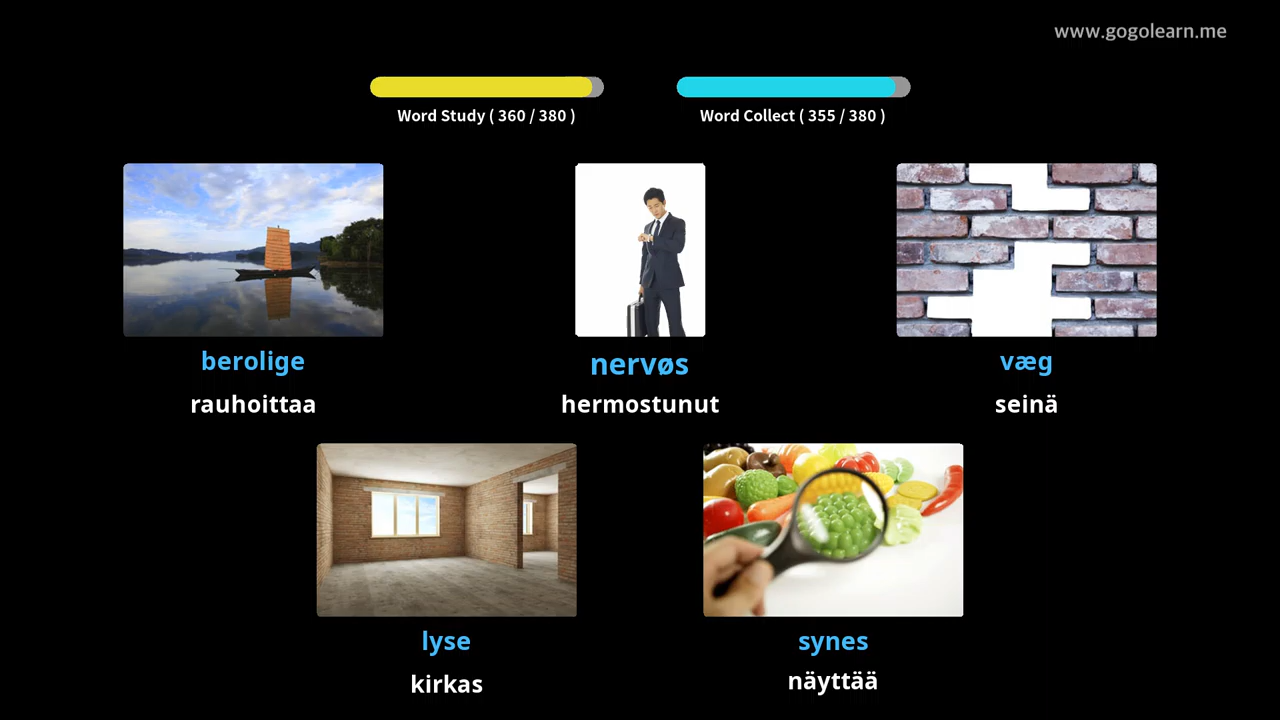 www.gogolearn.me
Word Study ( 360 / 380 )
Word Collect ( 355 / 380 )
berolige
nervøs
væg
rauhoittaa
hermostunut
seinä
lyse
synes
kirkas
näyttää